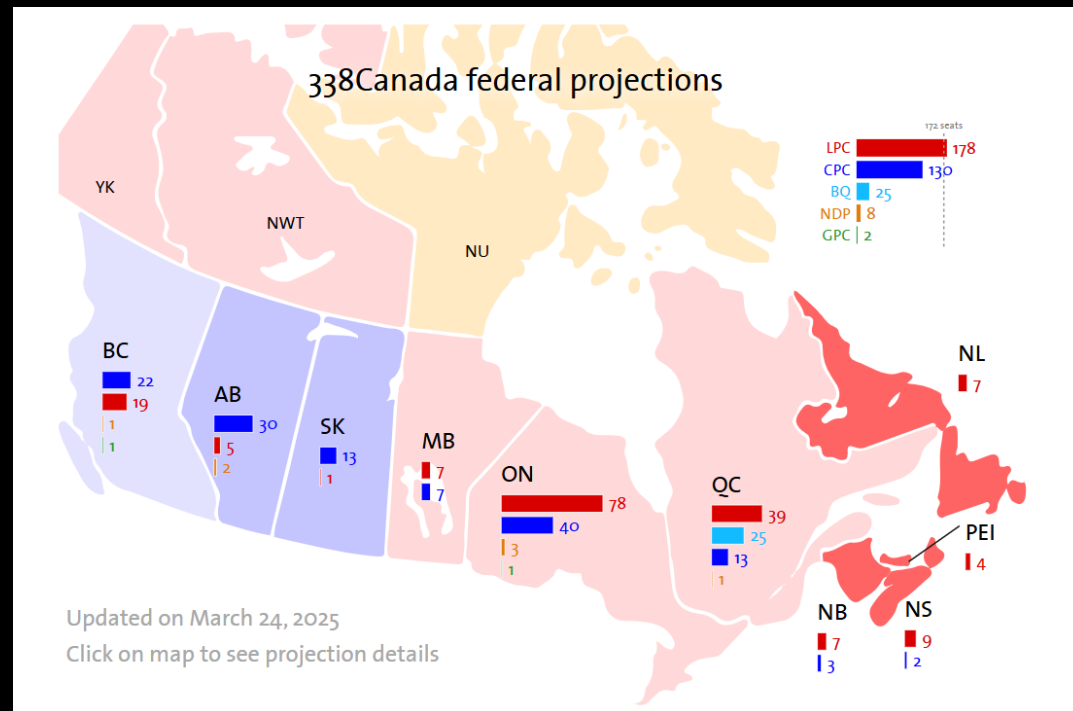 338Canada federal projections
172 seats
LPC 178
CPC 130
BQ 25
NDP 8
GPC 2
YK
NWT
NU
BC
22
19
1
1
AB
30
5
2
SK
13
1
MB
7
7
ON
78
40
3
1
QC
39
25
13
1
NL
7
PEI
4
NB
7
3
NS
9
2
Updated on March 24, 2025
Click on map to see projection details